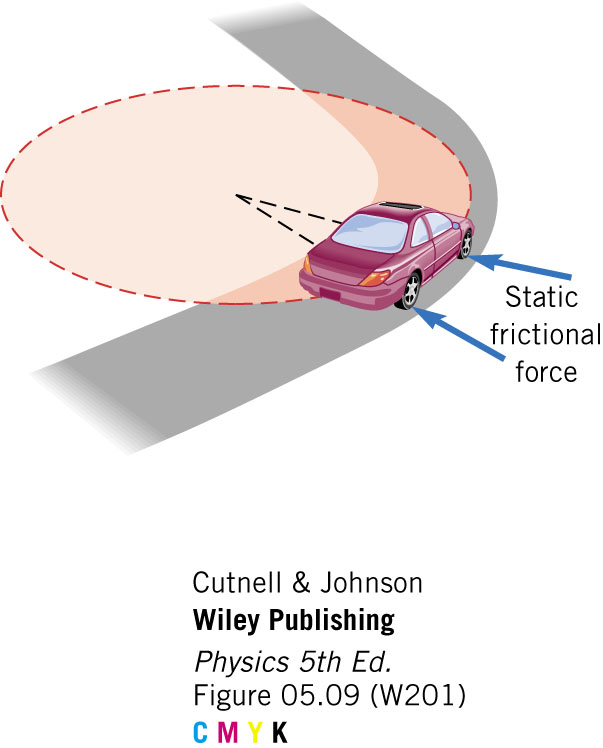 Static
frictional
force
Cutnell & Johnson
Wiley Publishing
Physics 5th Ed.
Figure 05.09 (W201)
C M Y K